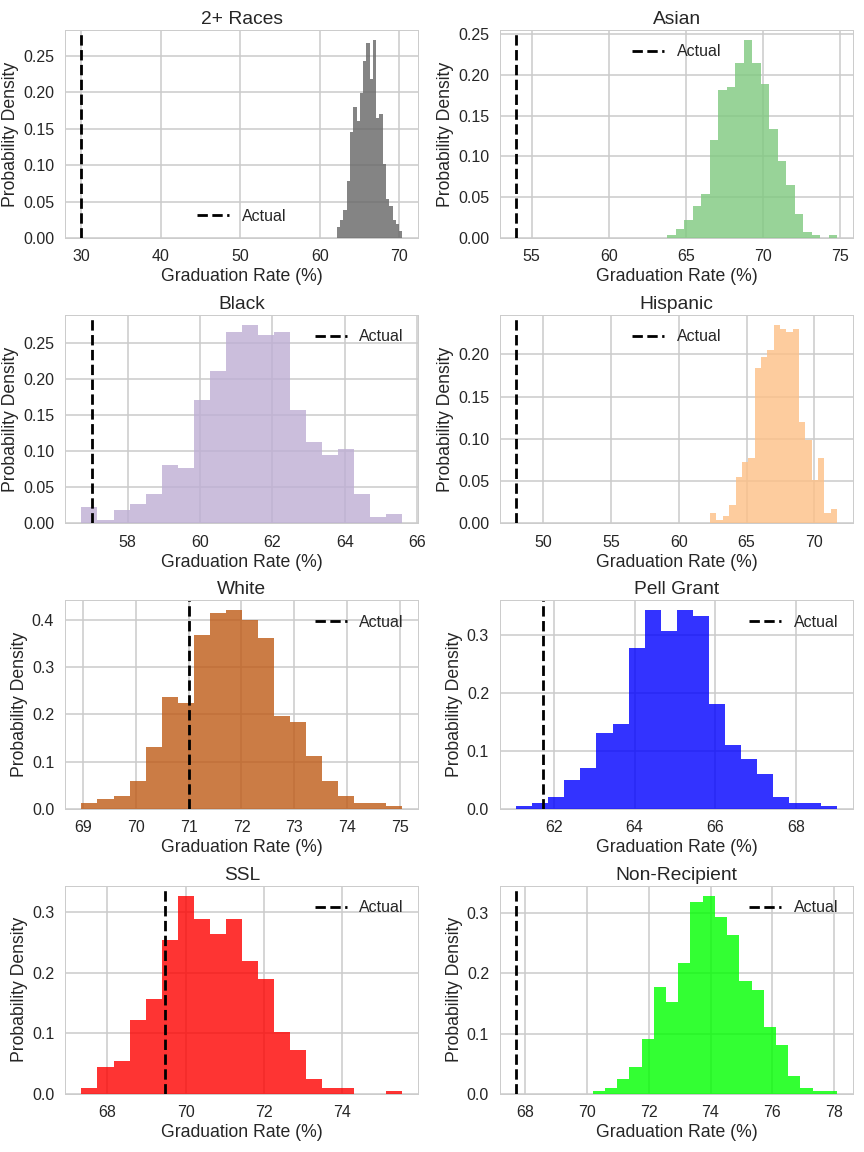 2+ Races
Probability Density
0.25
0.20
0.15
0.10
0.05
0.00
Actual
30 40 50 60 70
Graduation Rate (%)
Asian
Probability Density
0.25
0.20
0.15
0.10
0.05
0.00
Actual
55 60 65 70 75
Graduation Rate (%)
Black
Probability Density
0.25
0.20
0.15
0.10
0.05
0.00
Actual
58 60 62 64 66
Graduation Rate (%)
Hispanic
Probability Density
0.20
0.15
0.10
0.05
0.00
Actual
50 55 60 65 70
Graduation Rate (%)
White
Probability Density
0.4
0.3
0.2
0.1
0.0
Actual
69 70 71 72 73 74 75
Graduation Rate (%)
Pell Grant
Probability Density
0.3
0.2
0.1
0.0
Actual
62 64 66 68
Graduation Rate (%)
SSL
Probability Density
0.3
0.2
0.1
0.0
Actual
68 70 72 74
Graduation Rate (%)
Non-Recipient
Probability Density
0.3
0.2
0.1
0.0
Actual
68 70 72 74 76 78
Graduation Rate (%)